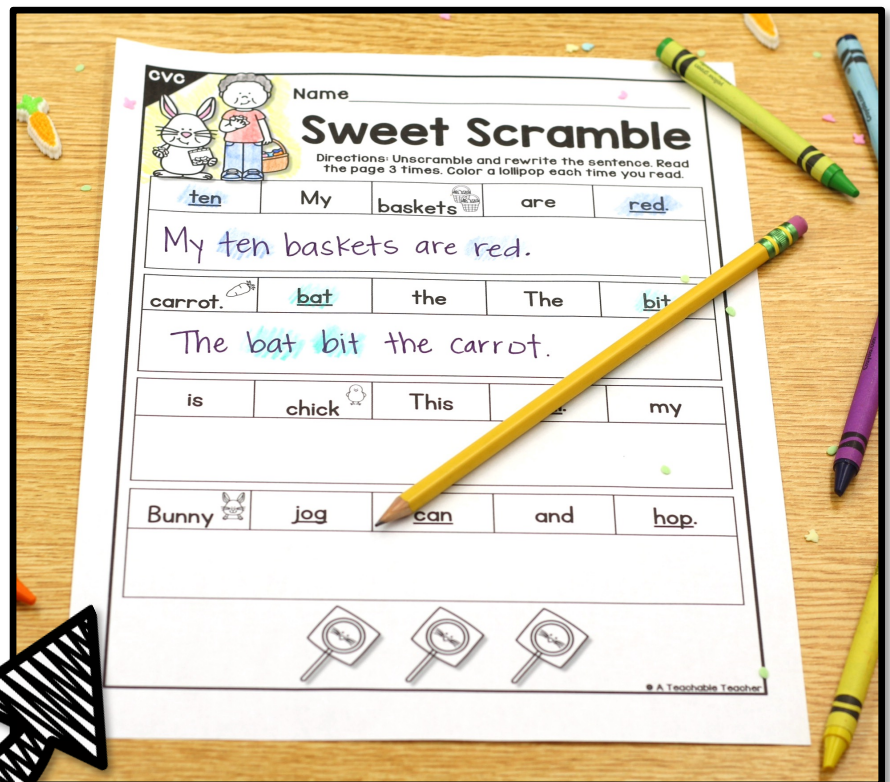 CVC
Name
Sweet Scramble
Directions: Unscramble and rewrite the sentence. Read
the page 3 times. Color a lollipop each time you read.
ten My baskets are red.
My ten baskets are red.
carrot. bat the The bit
The bat bit the carrot.
is chick This my
Bunny jog can and hop.
© A Teachable Teacher